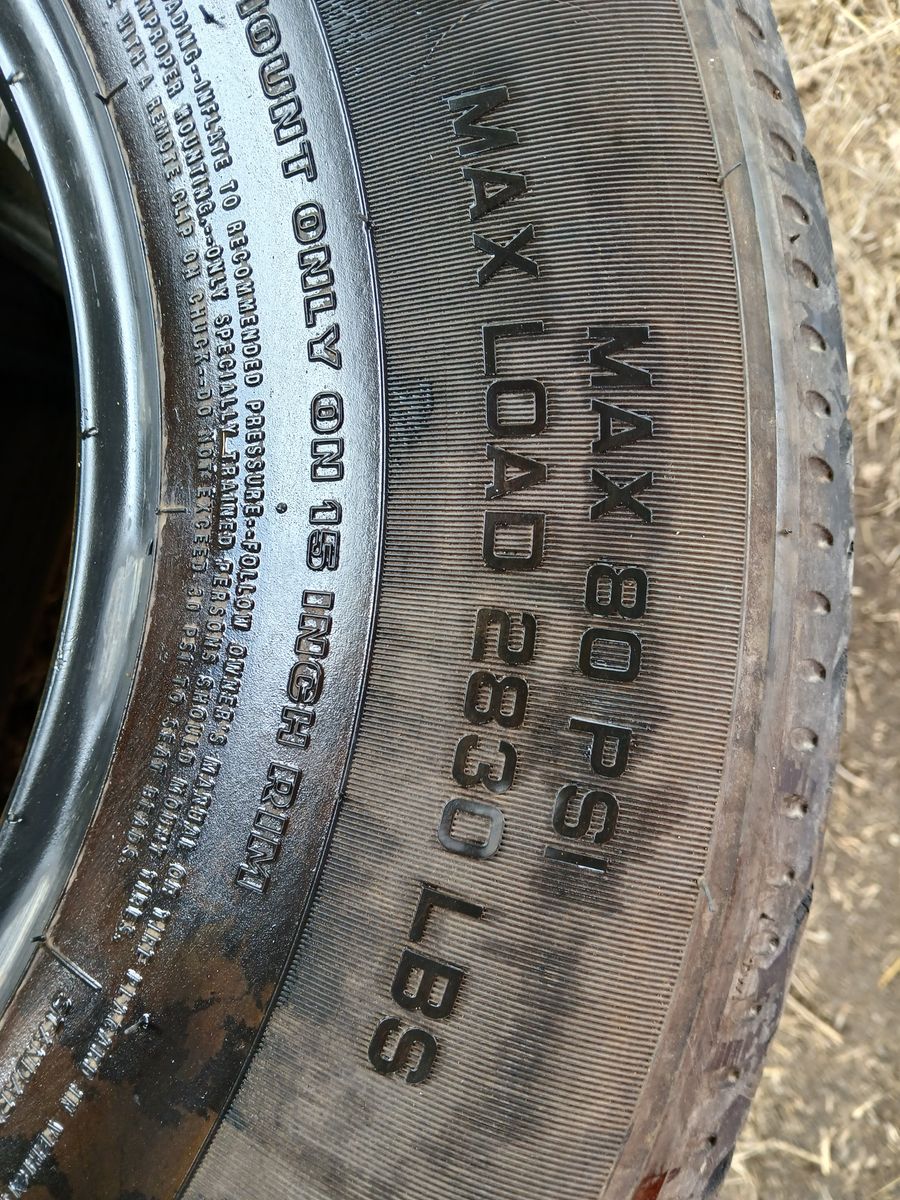 MAX 80 PSI
MAX LOAD 2830 LBS
MOUNT ONLY ON 15 INCH RIM
INFLATE TO RECOMMENDED PRESSURE--FOLLOW OWNER'S MANUAL OR
IMPROPER MOUNTING--ONLY SPECIALLY TRAINED PERSONS SHOULD MOUNT TIRES.
WITH A REMOTE CLIP ON CHUCK--DO NOT EXCEED 30 PSI TO SEAT BEADS.